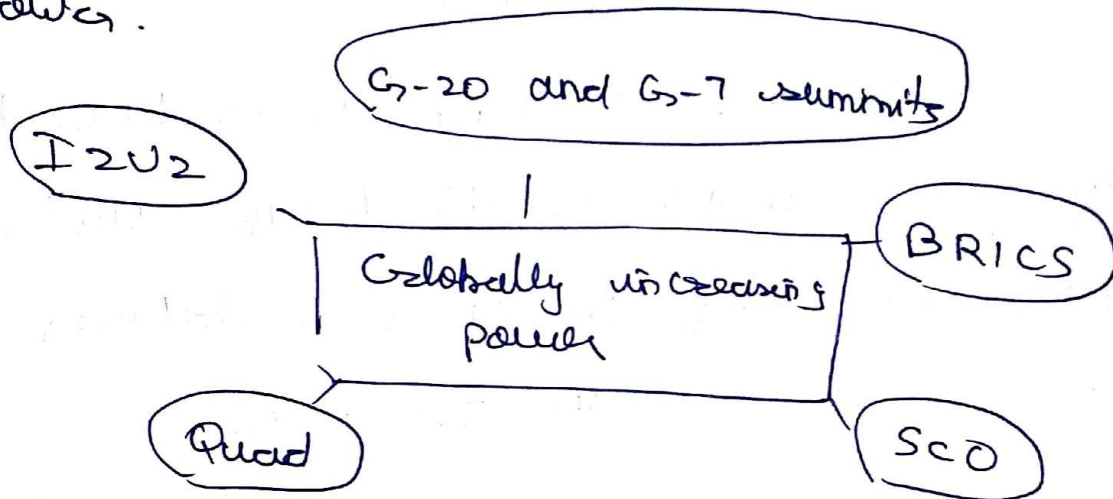 G-20 and G-7 summits
I2U2
BRICS
Globally increasing
power
Quad
SCO